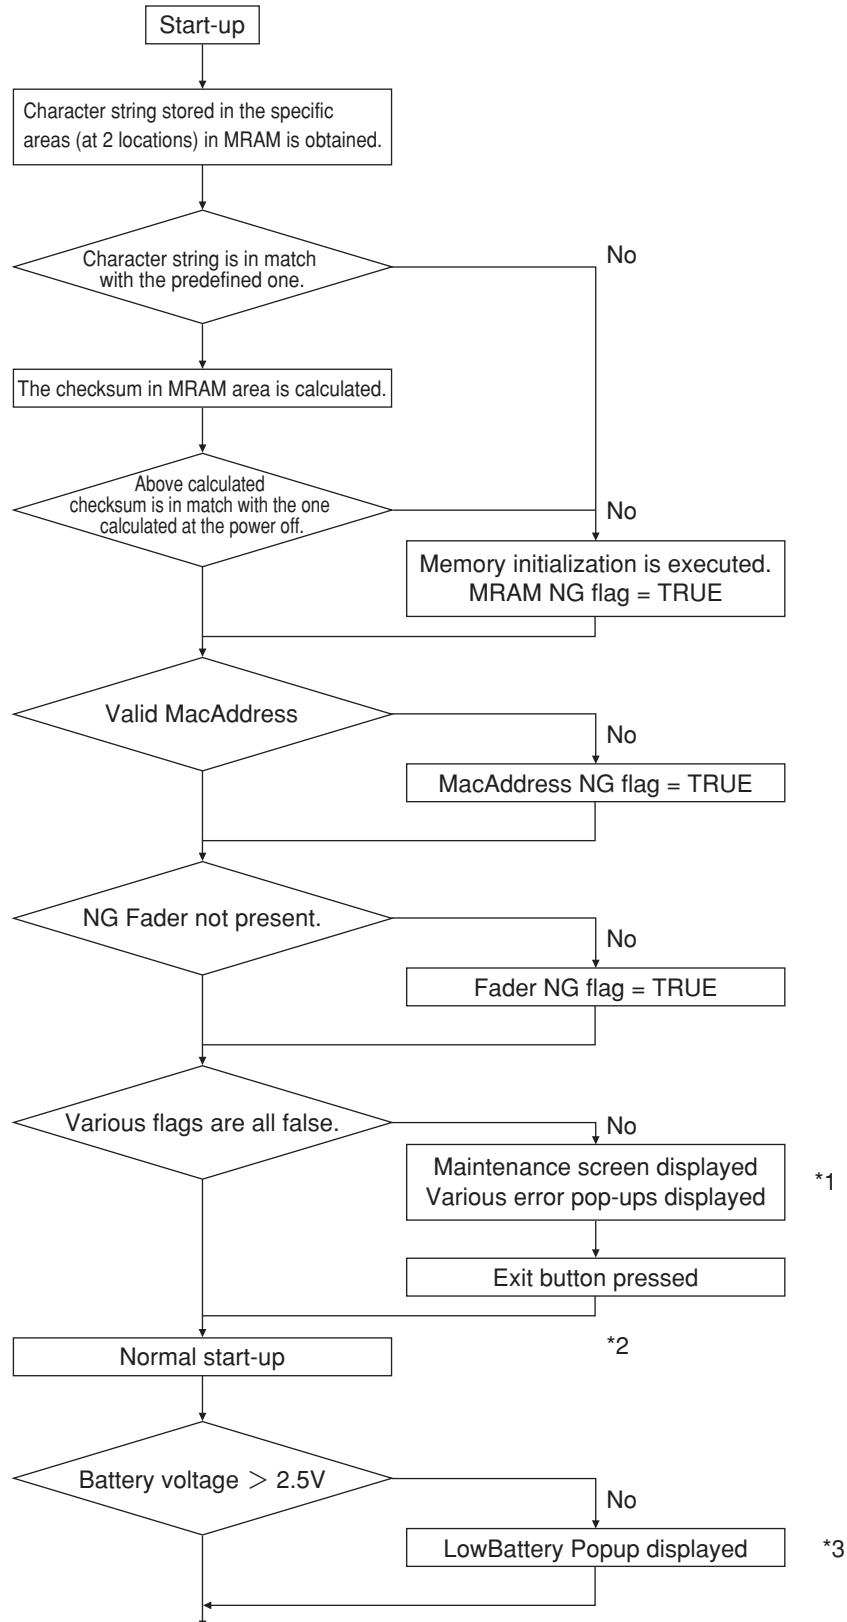 Start-up
Character string stored in the specific
areas (at 2 locations) in MRAM is obtained.
Character string is in match
with the predefined one.
No
The checksum in MRAM area is calculated.
Above calculated
checksum is in match with the one
calculated at the power off.
No
Memory initialization is executed.
MRAM NG flag = TRUE
Valid MacAddress
No
MacAddress NG flag = TRUE
NG Fader not present.
No
Fader NG flag = TRUE
Various flags are all false.
No
Maintenance screen displayed
Various error pop-ups displayed
*1
Exit button pressed
*2
Normal start-up
Battery voltage > 2.5V
No
LowBattery Popup displayed
*3